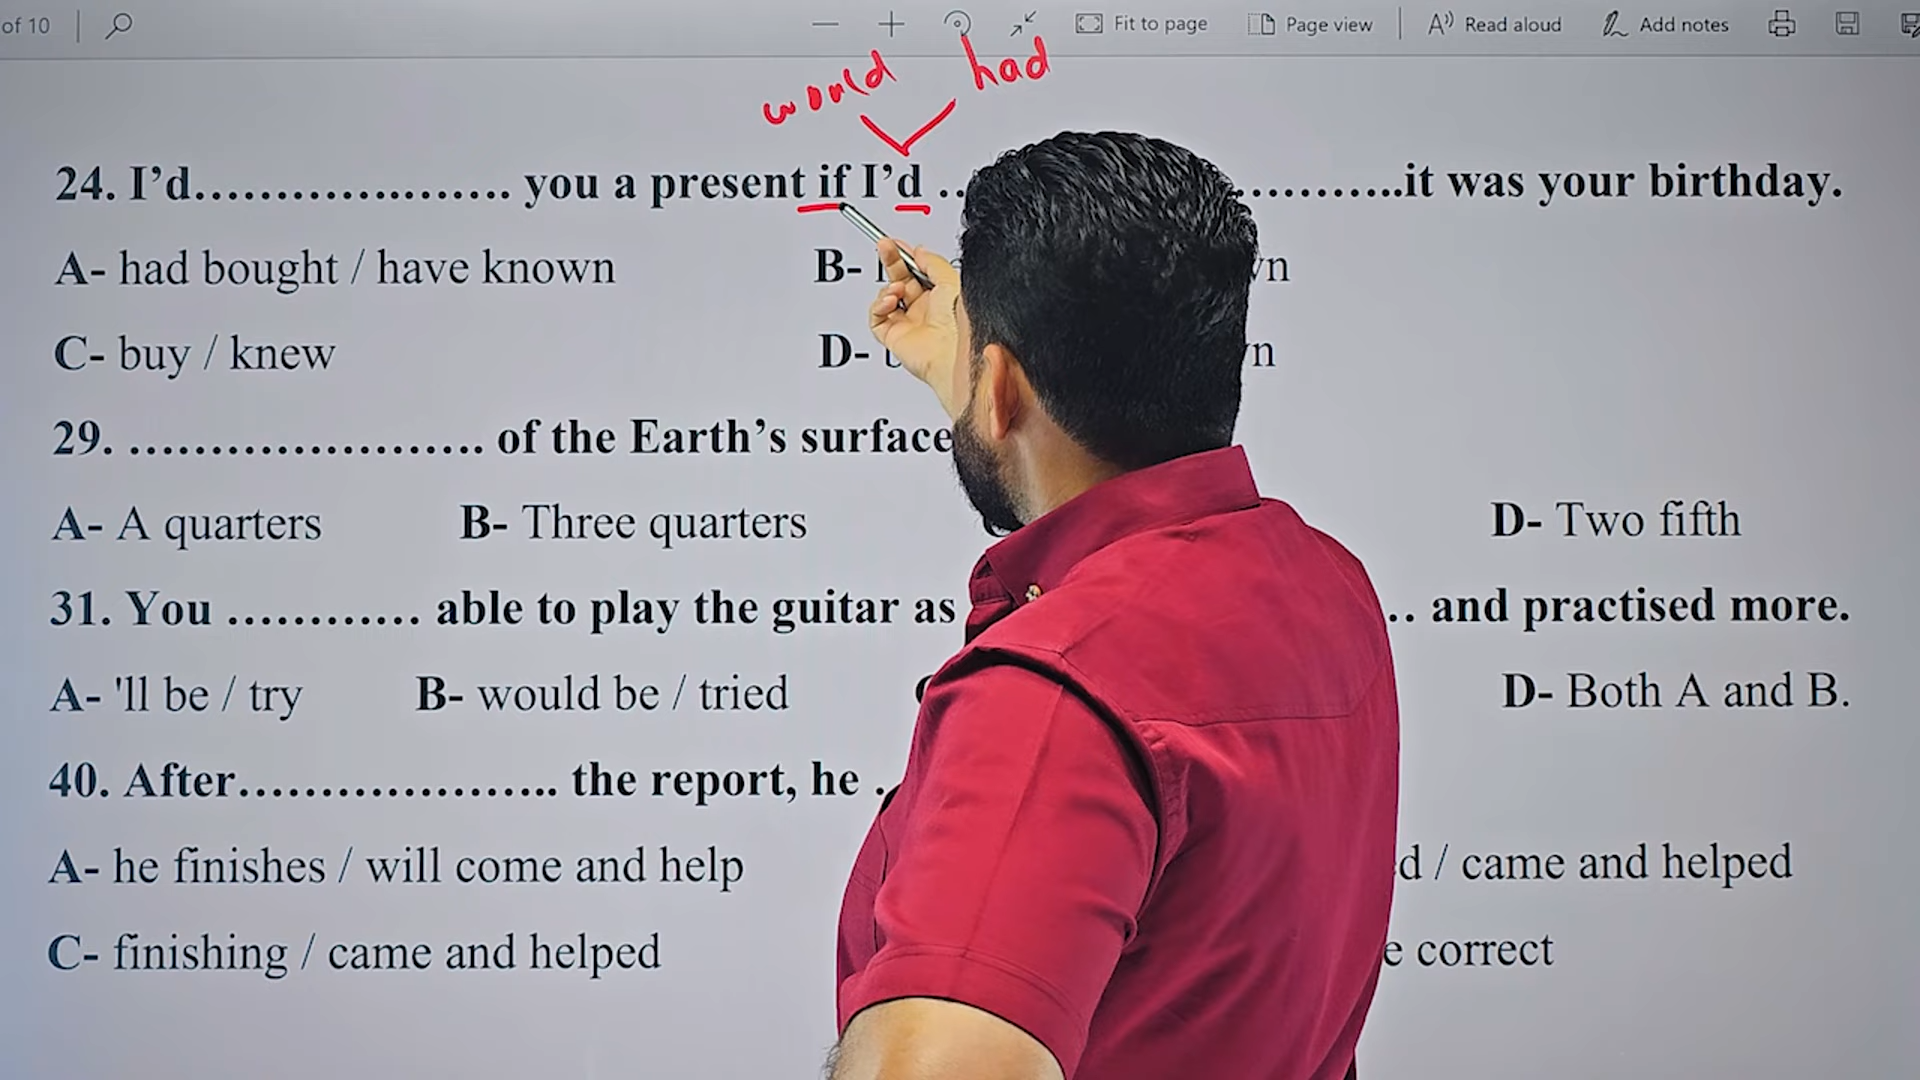 of 10 Fit to page Page view Read aloud Add notes
would had
24. I’d………….…….. you a present if I’d .. ………..it was your birthday.
A- had bought / have known B-
C- buy / knew D-
29. …………………. of the Earth’s surface
A- A quarters B- Three quarters D- Two fifth
31. You ………… able to play the guitar as .. and practised more.
A- 'll be / try B- would be / tried D- Both A and B.
40. After……………….. the report, he .
A- he finishes / will come and help / came and helped
C- finishing / came and helped correct